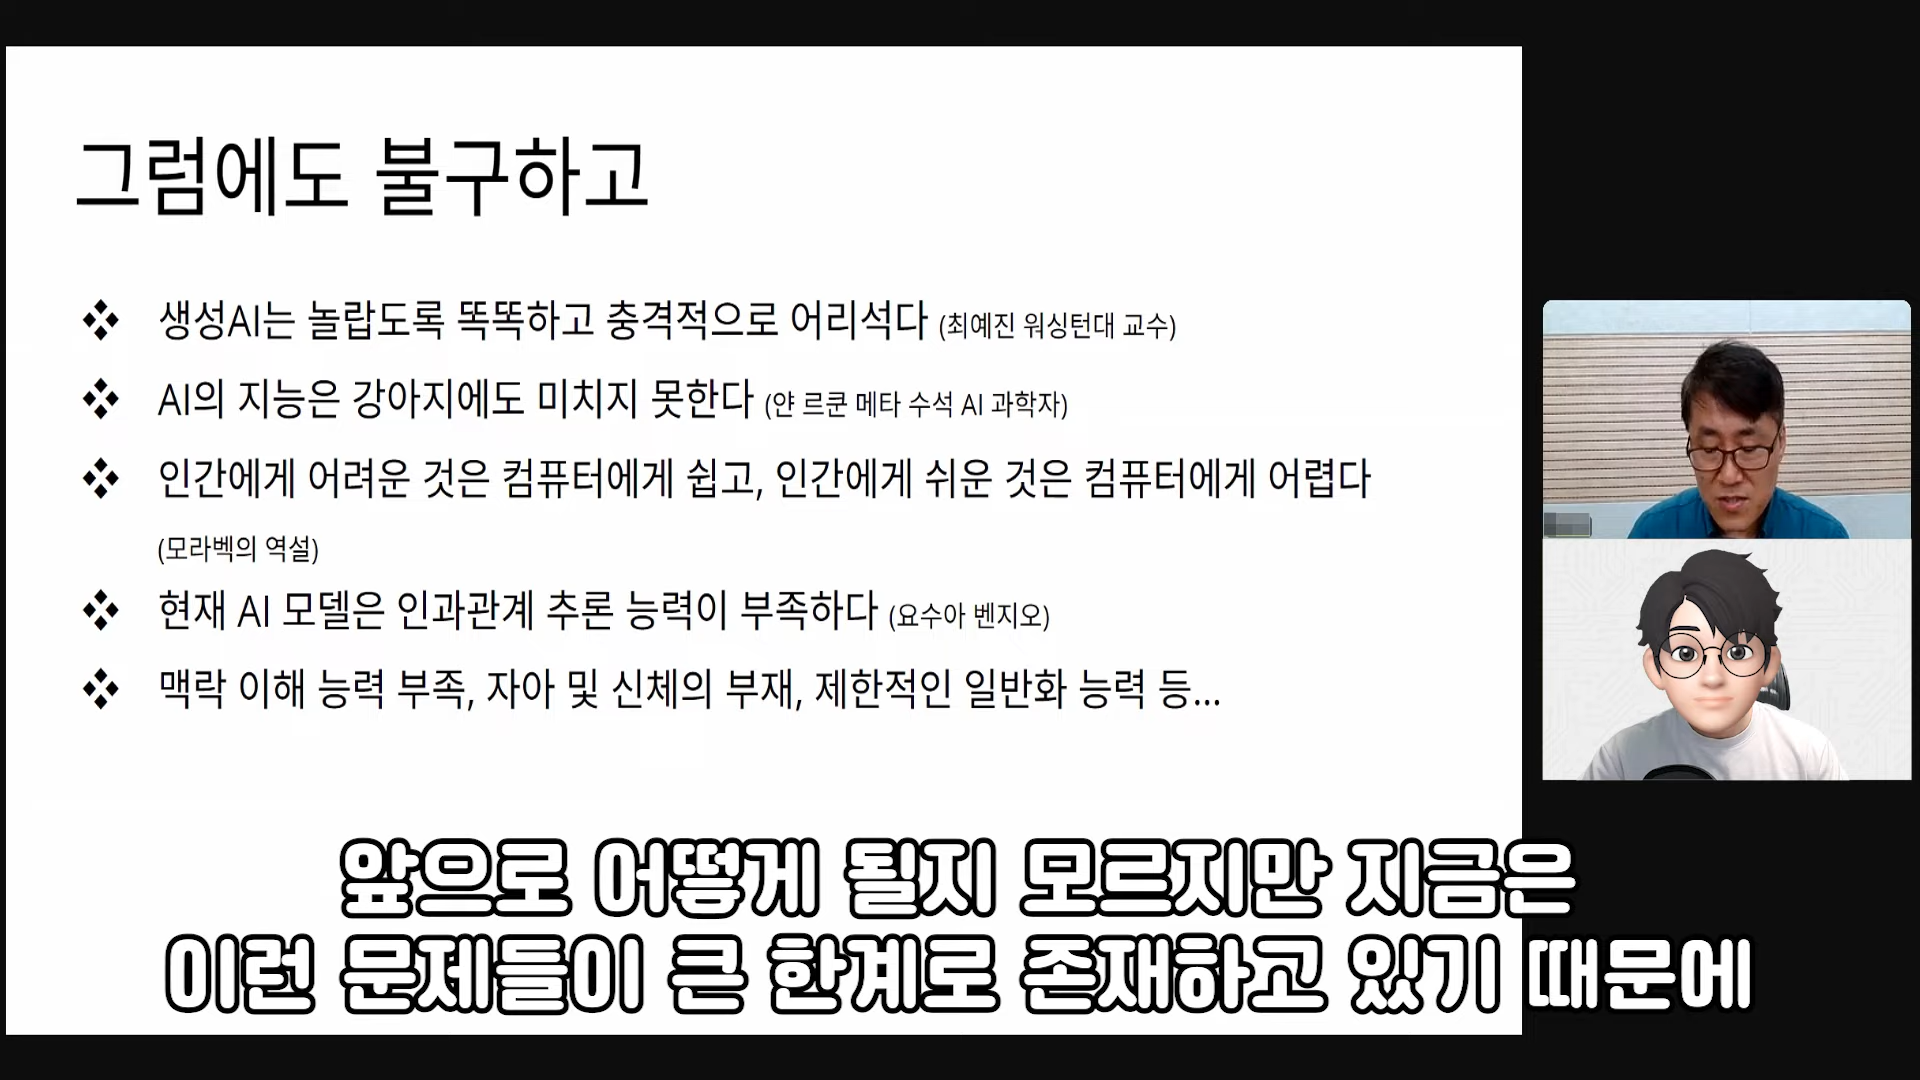 그럼에도 불구하고
❖ 생성AI는 놀랍도록 똑똑하고 충격적으로 어리석다 (최예진 워싱턴대 교수)
❖ AI의 지능은 강아지에도 미치지 못한다 (얀 르쿤 메타 수석 AI 과학자)
❖ 인간에게 어려운 것은 컴퓨터에게 쉽고, 인간에게 쉬운 것은 컴퓨터에게 어렵다
(모라벡의 역설)
❖ 현재 AI 모델은 인과관계 추론 능력이 부족하다 (요수아 벤지오)
❖ 맥락 이해 능력 부족, 자아 및 신체의 부재, 제한적인 일반화 능력 등...
앞으로 어떻게 될지 모르지만 지금은
이런 문제들이 큰 한계로 존재하고 있기 때문에